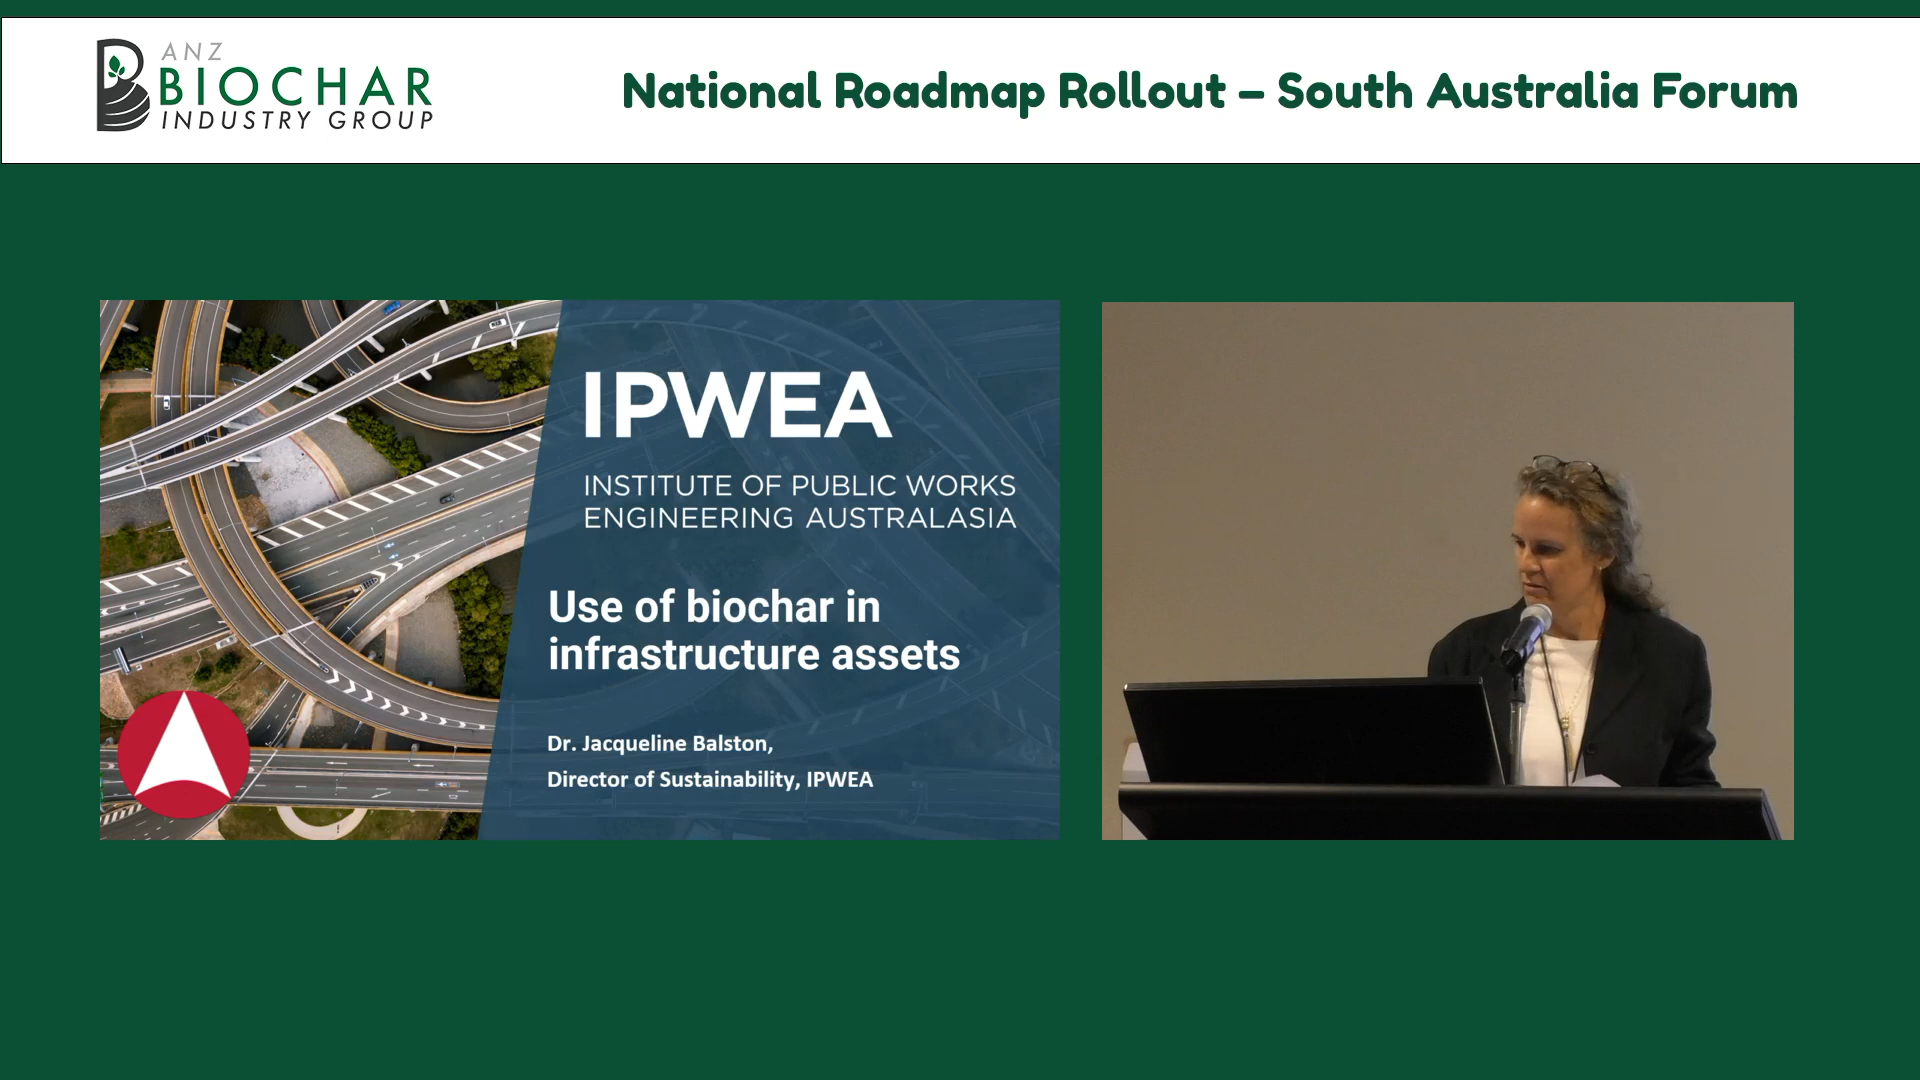 ANZ
BIOCHAR
INDUSTRY GROUP
National Roadmap Rollout – South Australia Forum
IPWEA
INSTITUTE OF PUBLIC WORKS
ENGINEERING AUSTRALASIA
Use of biochar in
infrastructure assets
Dr. Jacqueline Balston,
Director of Sustainability, IPWEA